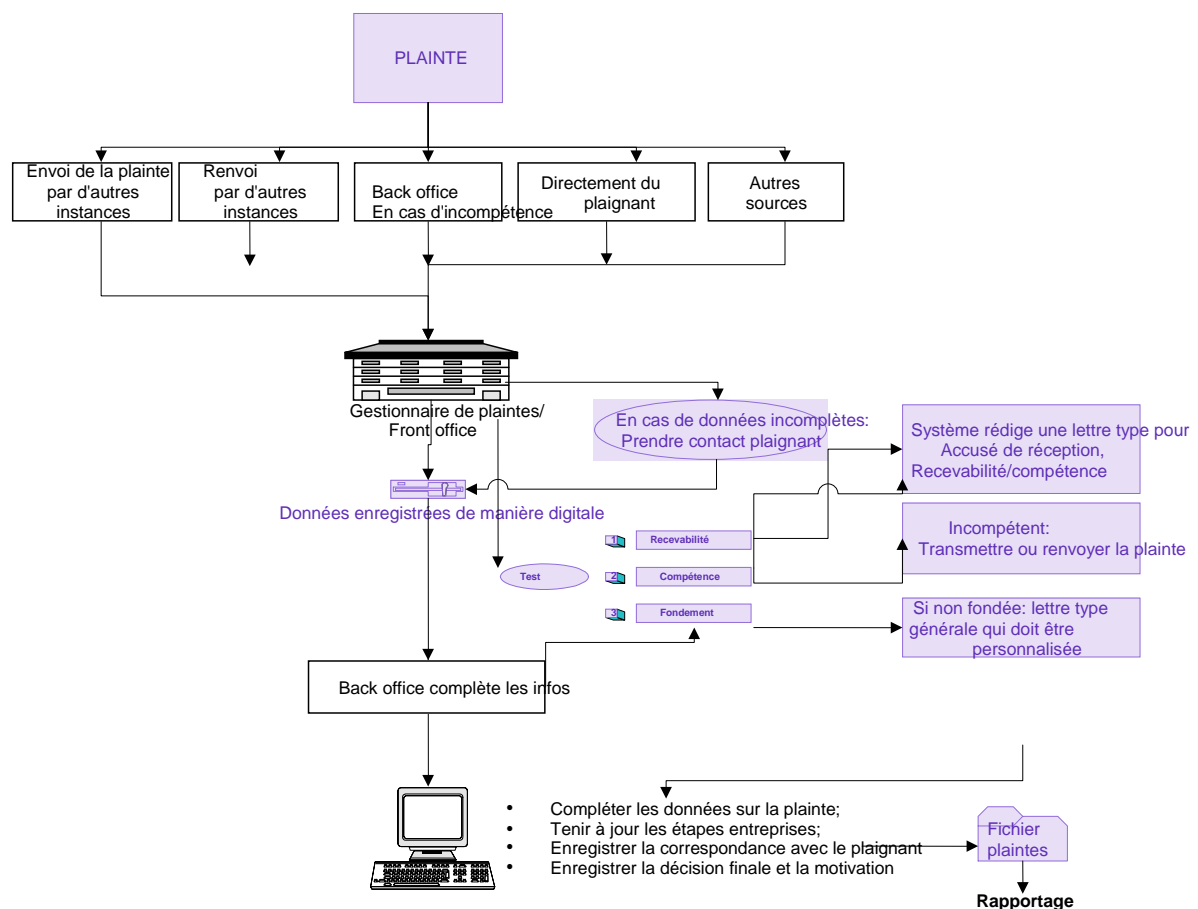 PLAINTE
Envoi de la plainte
par d'autres
instances
Renvoi
par d'autres
instances
Back office
En cas d'incompétence
Directement du
plaignant
Autres
sources
Gestionnaire de plaintes/
Front office
En cas de données incomplètes:
Prendre contact plaignant
Système rédige une lettre type pour
Accusé de réception,
Recevabilité/compétence
Données enregistrées de manière digitale
1 Recevabilité
Incompétent:
Transmettre ou renvoyer la plainte
Test
2 Compétence
3 Fondement
Si non fondée: lettre type
générale qui doit être
personnalisée
Back office complète les infos
• Compléter les données sur la plainte;
• Tenir à jour les étapes entreprises;
• Enregistrer la correspondance avec le plaignant
• Enregistrer la décision finale et la motivation
Fichier
plaintes
Rapportage